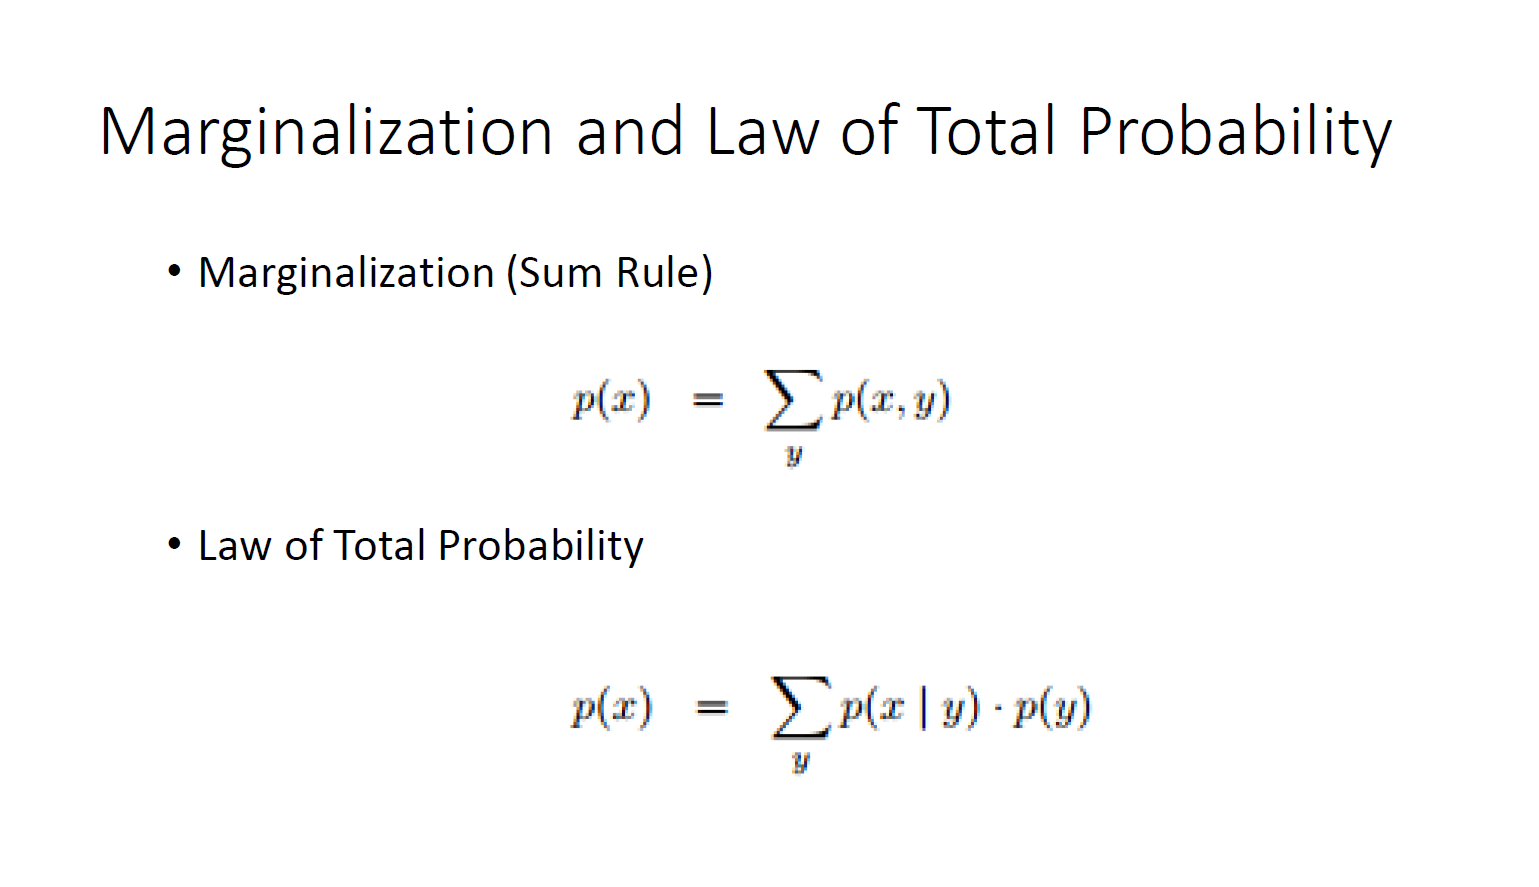 Marginalization and Law of Total Probability
• Marginalization (Sum Rule)
p(x) = ∑ p(x, y)
y
• Law of Total Probability
p(x) = ∑ p(x | y) · p(y)
y